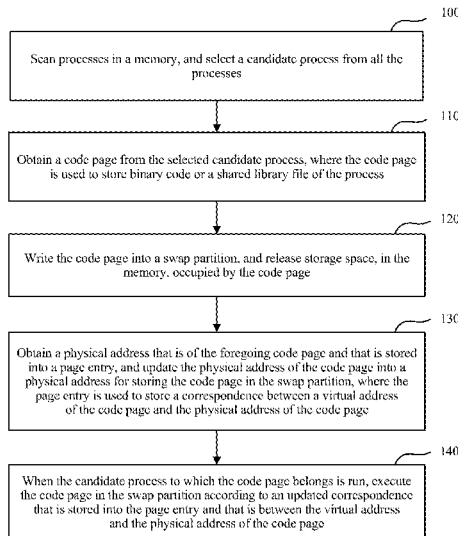 100
Scan processes in a memory, and select a candidate process from all the
processes
110
Obtain a code page from the selected candidate process, where the code page
is used to store binary code or a shared library file of the process
120
Write the code page into a swap partition, and release storage space, in the
memory, occupied by the code page
130
Obtain a physical address that is of the foregoing code page and that is stored
into a page entry, and update the physical address of the code page into a
physical address for storing the code page in the swap partition, where the
page entry is used to store a correspondence between a virtual address
of the code page and the physical address of the code page
140
When the candidate process to which the code page belongs is run, execute
the code page in the swap partition according to an updated correspondence
that is stored into the page entry and that is between the virtual address
and the physical address of the code page